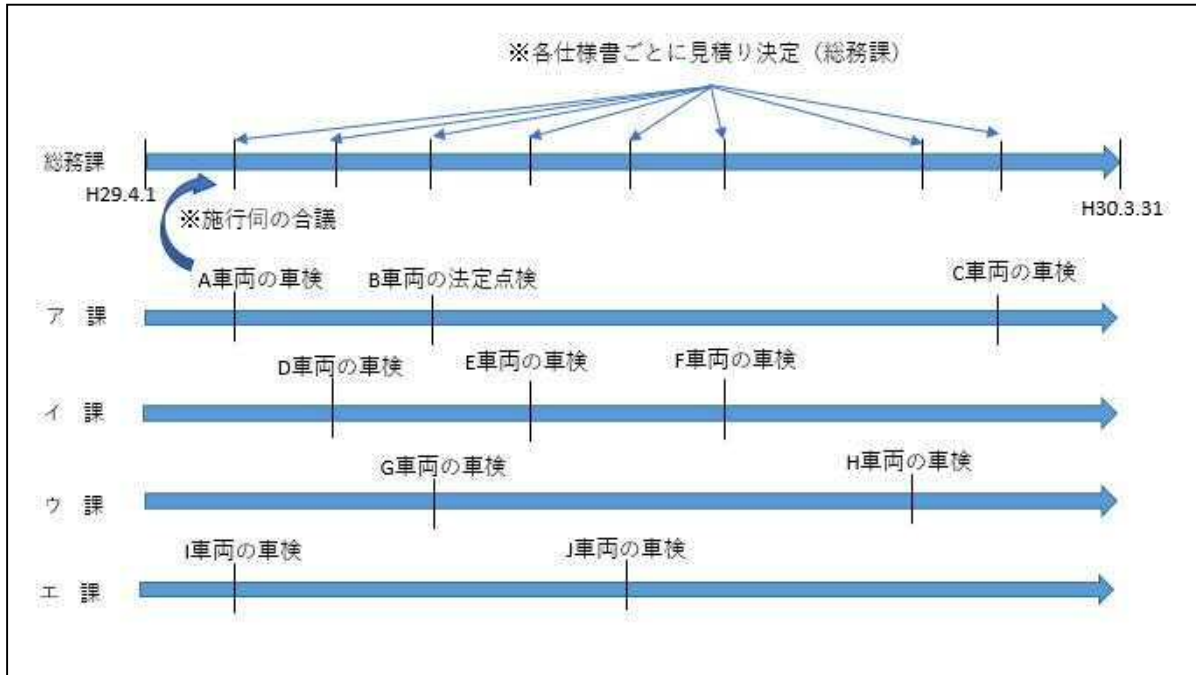 ※各仕様書ごとに見積り決定（総務課）
総務課
H29.4.1
H30.3.31
※施行伺の合議
A車両の車検
B車両の法定点検
C車両の車検
ア　課
D車両の車検
E車両の車検
F車両の車検
イ　課
G車両の車検
H車両の車検
ウ　課
I車両の車検
J車両の車検
エ　課